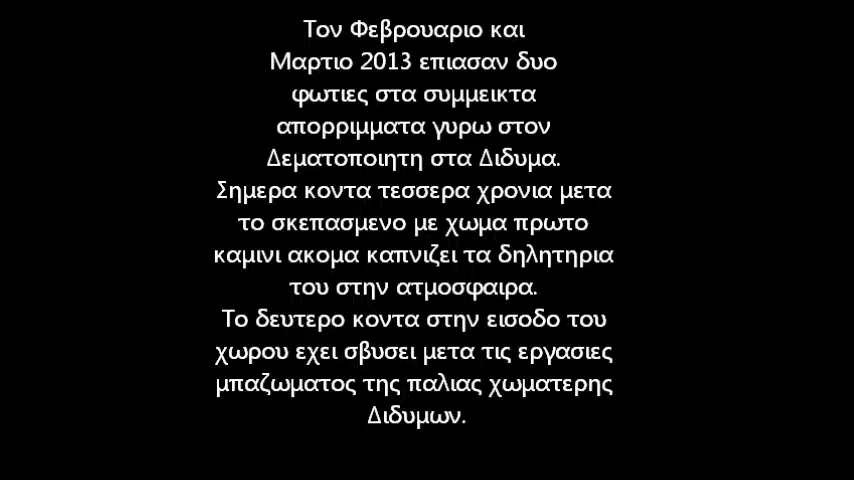 Τον Φεβρουαριο και
Μαρτιο 2013 επιασαν δυο
φωτιες στα συμμεικτα
απορριμματα γυρω στον
Δεματοποιητη στα Διδυμα.
Σημερα κοντα τεσσερα χρονια μετα
το σκεπασμενο με χωμα πρωτο
καμινι ακομα καπνιζει τα δηλητηρια
του στην ατμοσφαιρα.
Το δευτερο κοντα στην εισοδο του
χωρου εχει σβυσει μετα τις εργασιες
μπαζωματος της παλιας χωματερης
Διδυμων.